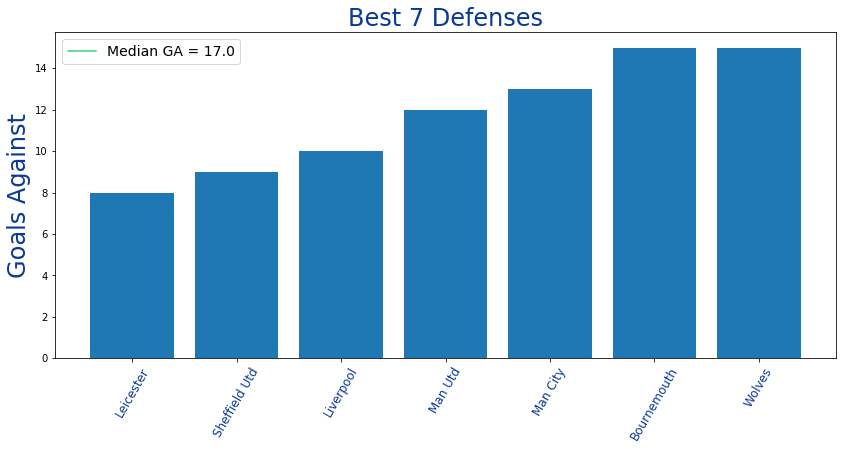 Best 7 Defenses
Median GA = 17.0
Goals Against
14
12
10
8
6
4
2
0
Leicester
Sheffield Utd
Liverpool
Man Utd
Man City
Bournemouth
Wolves